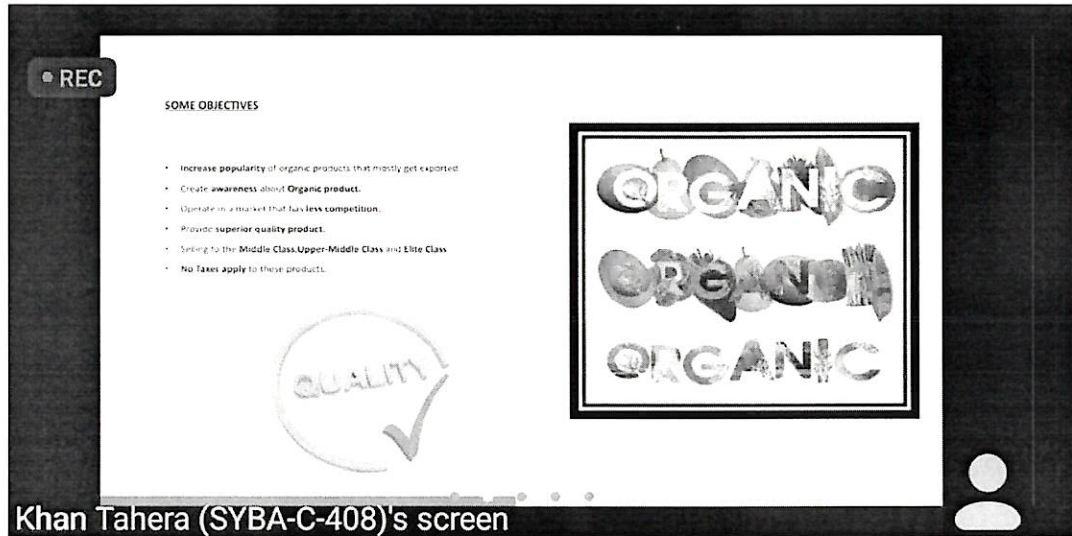 REC
SOME OBJECTIVES
• Increase popularity of organic products that mostly get exported
• Create awareness about Organic product.
• Operate in a market that has less competition.
• Provide superior quality product.
• Selling to the Middle Class,Upper-Middle Class and Elite Class
• No Taxes apply to these products.
ORGANIC
ORGANIC
ORGANIC
QUALITY
Khan Tahera (SYBA-C-408)'s screen